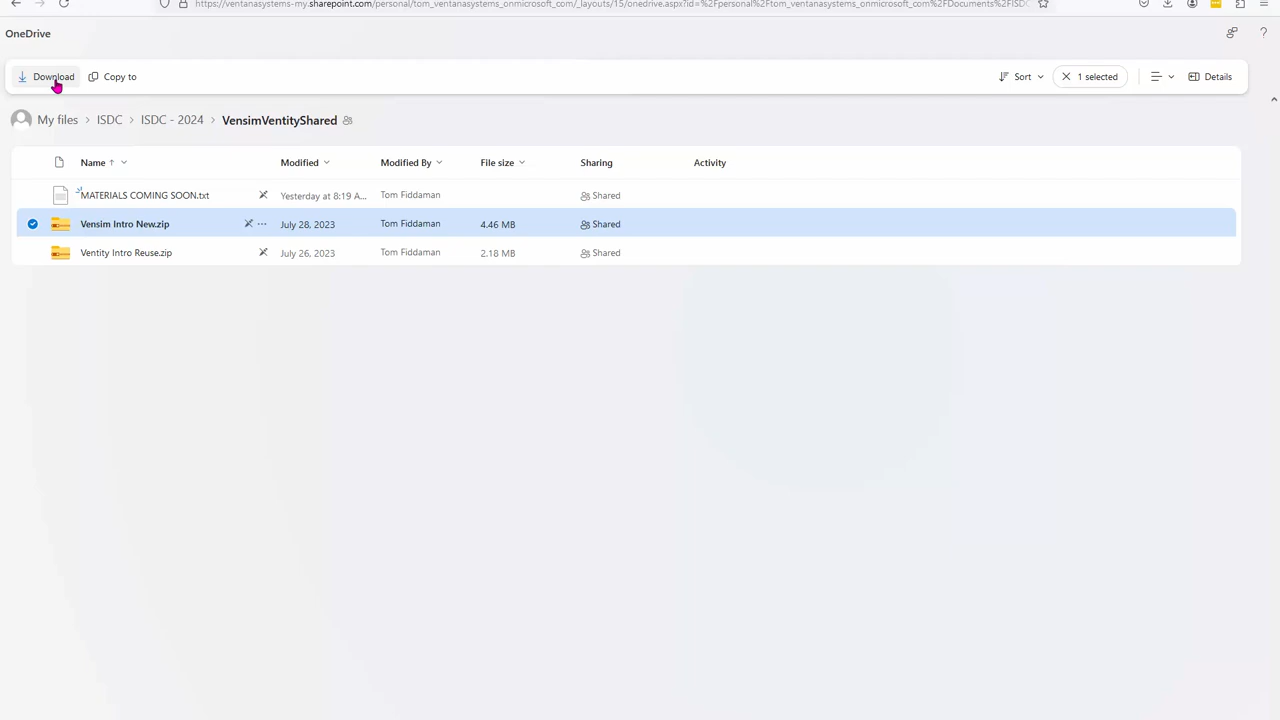 https://ventanasystems-my.sharepoint.com/personal/tom_ventanasystems_onmicrosoft_com/_layouts/15/onedrive.aspx?id=%2Fpersonal%2Ftom_ventanasystems_onmicrosoft_com%2FDocuments%2FISDC
OneDrive
Download Copy to Sort 1 selected Details
My files > ISDC > ISDC - 2024 > VensimVentityShared
Name Modified Modified By File size Sharing Activity
MATERIALS COMING SOON.txt Yesterday at 8:19 A... Tom Fiddaman Shared
Vensim Intro New.zip July 28, 2023 Tom Fiddaman 4.46 MB Shared
Ventity Intro Reuse.zip July 26, 2023 Tom Fiddaman 2.18 MB Shared